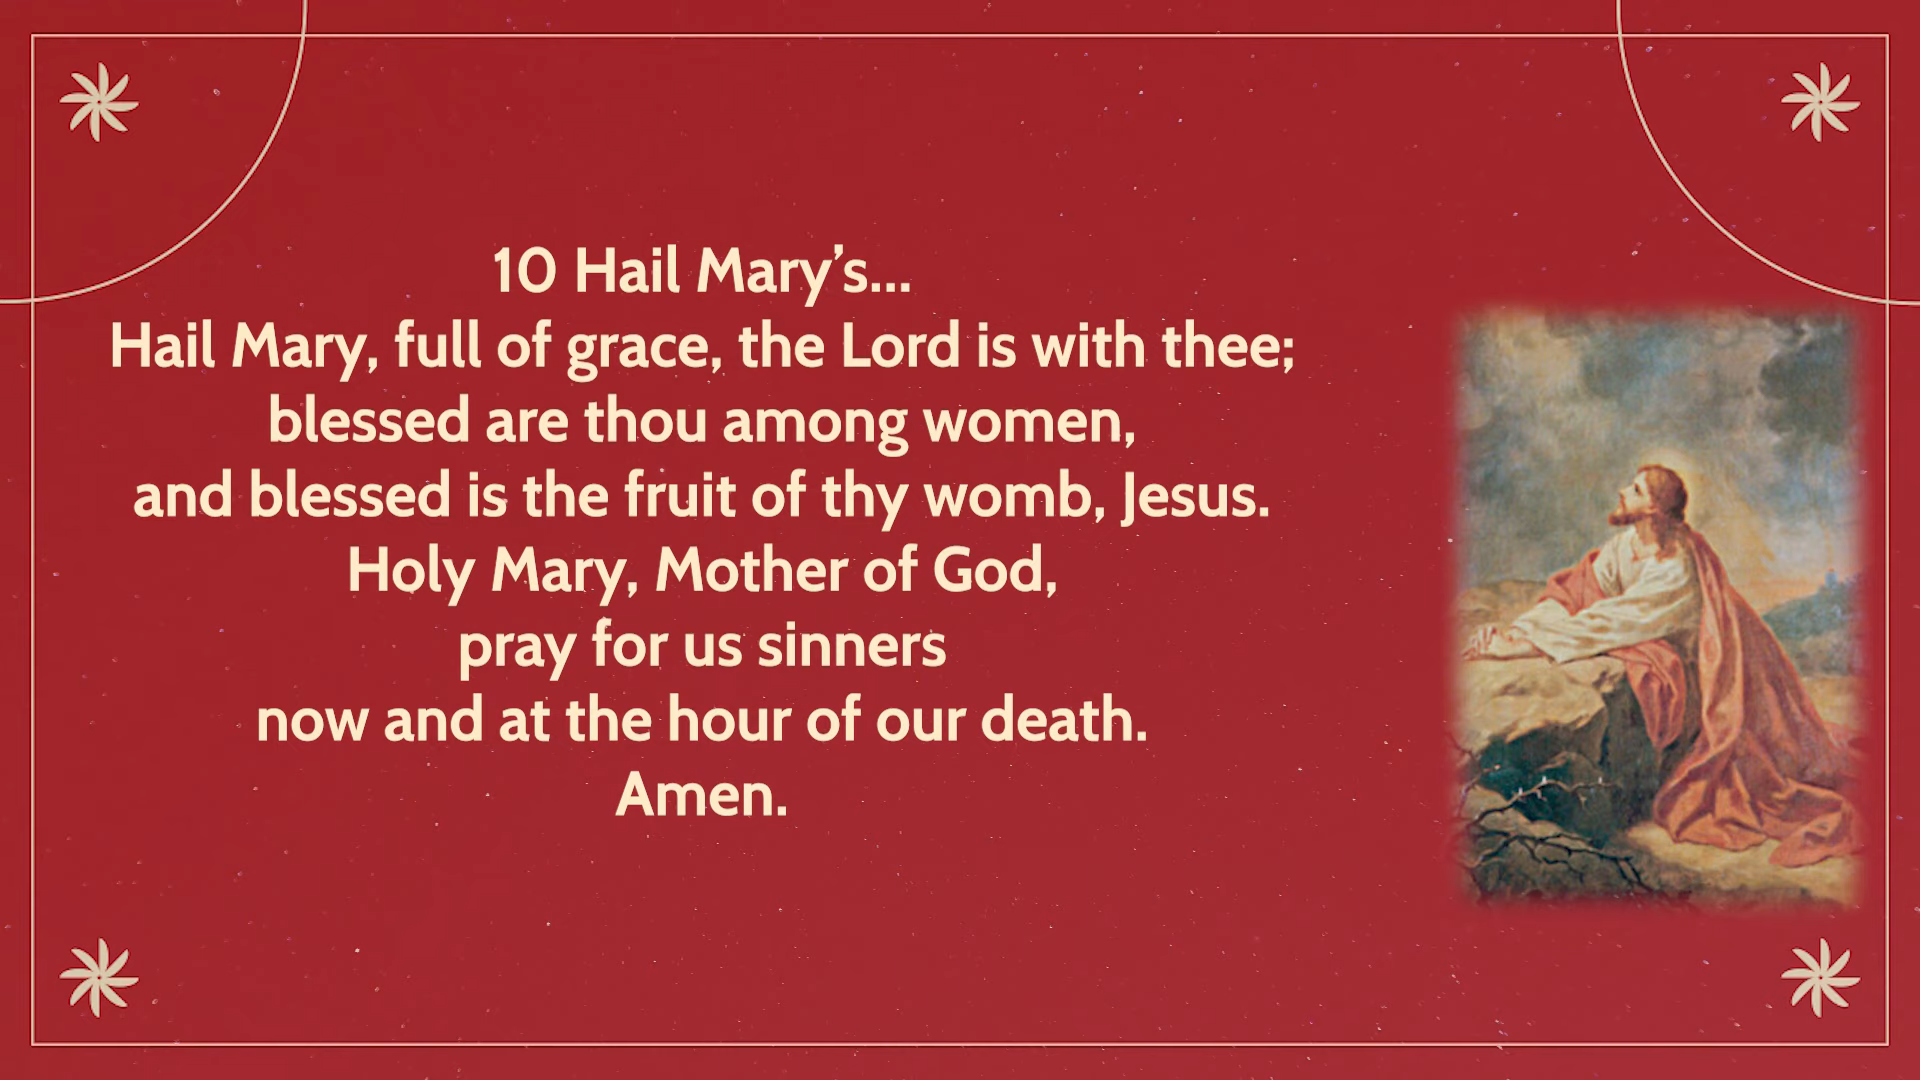 10 Hail Mary’s...
Hail Mary, full of grace, the Lord is with thee;
blessed are thou among women,
and blessed is the fruit of thy womb, Jesus.
Holy Mary, Mother of God,
pray for us sinners
now and at the hour of our death.
Amen.